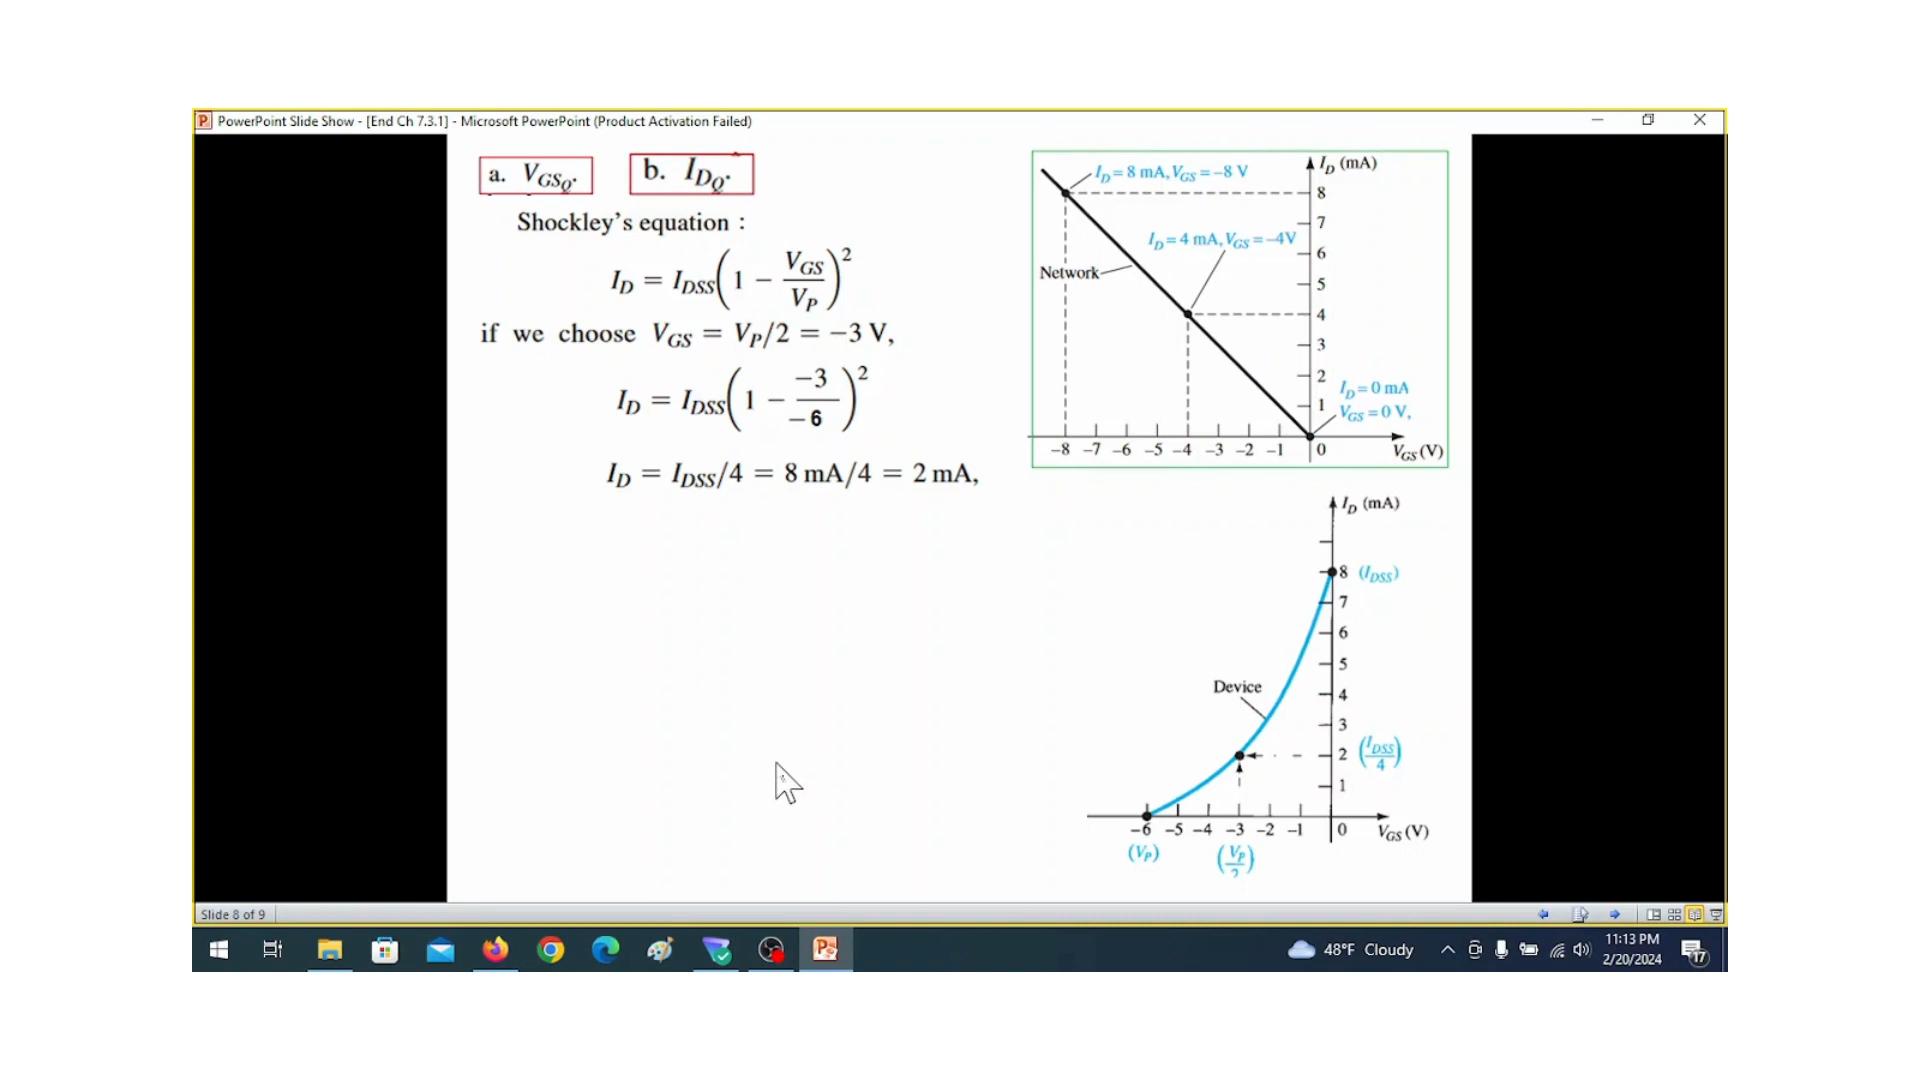 PowerPoint Slide Show - [End Ch 7.3.1] - Microsoft PowerPoint (Product Activation Failed)
a. V_GSQ. b. I_DQ.
Shockley's equation :
I_D = I_DSS(1 − V_GS/V_P)²
if we choose V_GS = V_P/2 = −3 V,
I_D = I_DSS(1 − −3/−6)²
I_D = I_DSS/4 = 8 mA/4 = 2 mA,
I_D (mA)
I_D = 8 mA, V_GS = −8 V
8
7
I_D = 4 mA, V_GS = −4V
6
Network
5
4
3
2
I_D = 0 mA
1
V_GS = 0 V,
−8 −7 −6 −5 −4 −3 −2 −1 0 V_GS (V)
I_D (mA)
8 (I_DSS)
7
6
5
Device
4
3
2 (I_DSS/4)
1
−6 −5 −4 −3 −2 −1 0 V_GS (V)
(V_P) (V_P/2)
Slide 8 of 9
48°F Cloudy
11:13 PM
2/20/2024
17